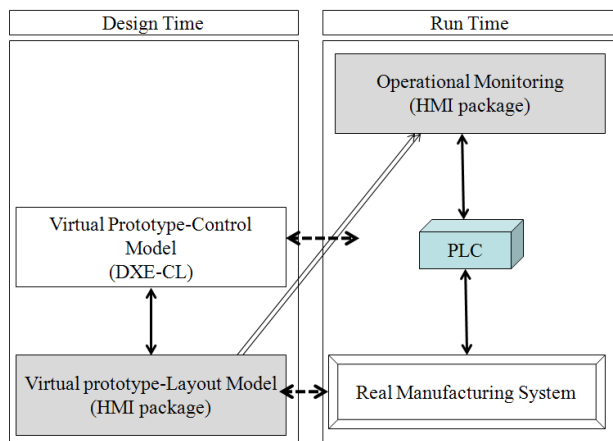 Design Time
Run Time
Operational Monitoring
(HMI package)
Virtual Prototype-Control
Model
(DXE-CL)
PLC
Virtual prototype-Layout Model
(HMI package)
Real Manufacturing System